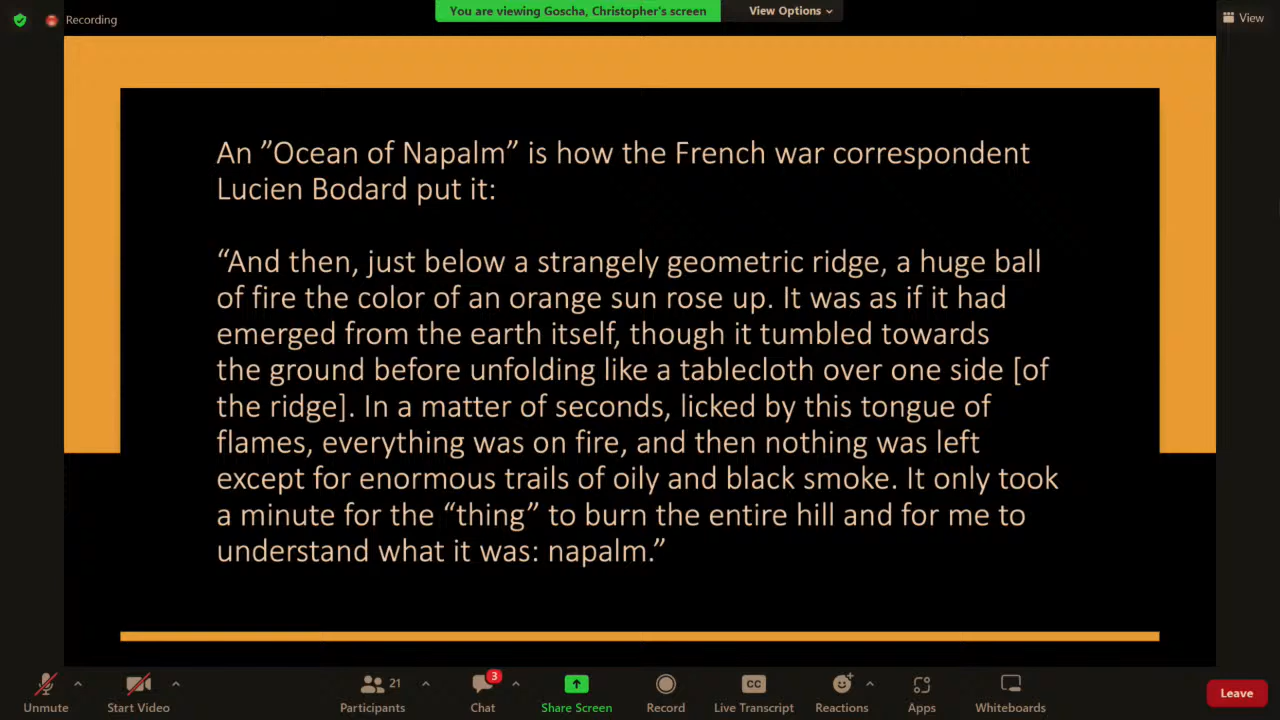 You are viewing Goscha, Christopher's screen
View Options
Recording
View
An ”Ocean of Napalm” is how the French war correspondent
Lucien Bodard put it:
“And then, just below a strangely geometric ridge, a huge ball
of fire the color of an orange sun rose up. It was as if it had
emerged from the earth itself, though it tumbled towards
the ground before unfolding like a tablecloth over one side [of
the ridge]. In a matter of seconds, licked by this tongue of
flames, everything was on fire, and then nothing was left
except for enormous trails of oily and black smoke. It only took
a minute for the “thing” to burn the entire hill and for me to
understand what it was: napalm.”
Unmute
Start Video
21
Participants
3
Chat
Share Screen
Record
CC
Live Transcript
Reactions
Apps
Whiteboards
Leave